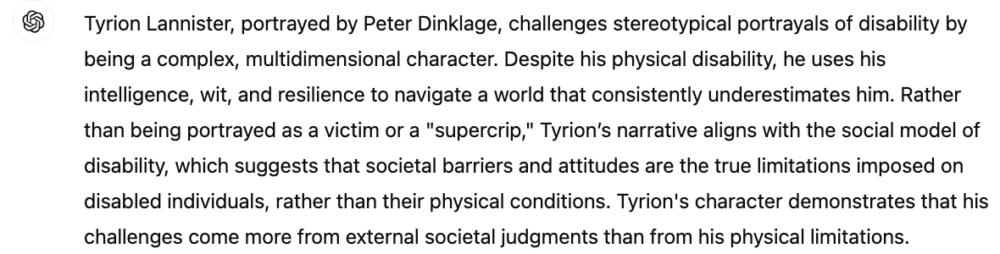 Tyrion Lannister, portrayed by Peter Dinklage, challenges stereotypical portrayals of disability by
being a complex, multidimensional character. Despite his physical disability, he uses his
intelligence, wit, and resilience to navigate a world that consistently underestimates him. Rather
than being portrayed as a victim or a "supercrip," Tyrion’s narrative aligns with the social model of
disability, which suggests that societal barriers and attitudes are the true limitations imposed on
disabled individuals, rather than their physical conditions. Tyrion's character demonstrates that his
challenges come more from external societal judgments than from his physical limitations.